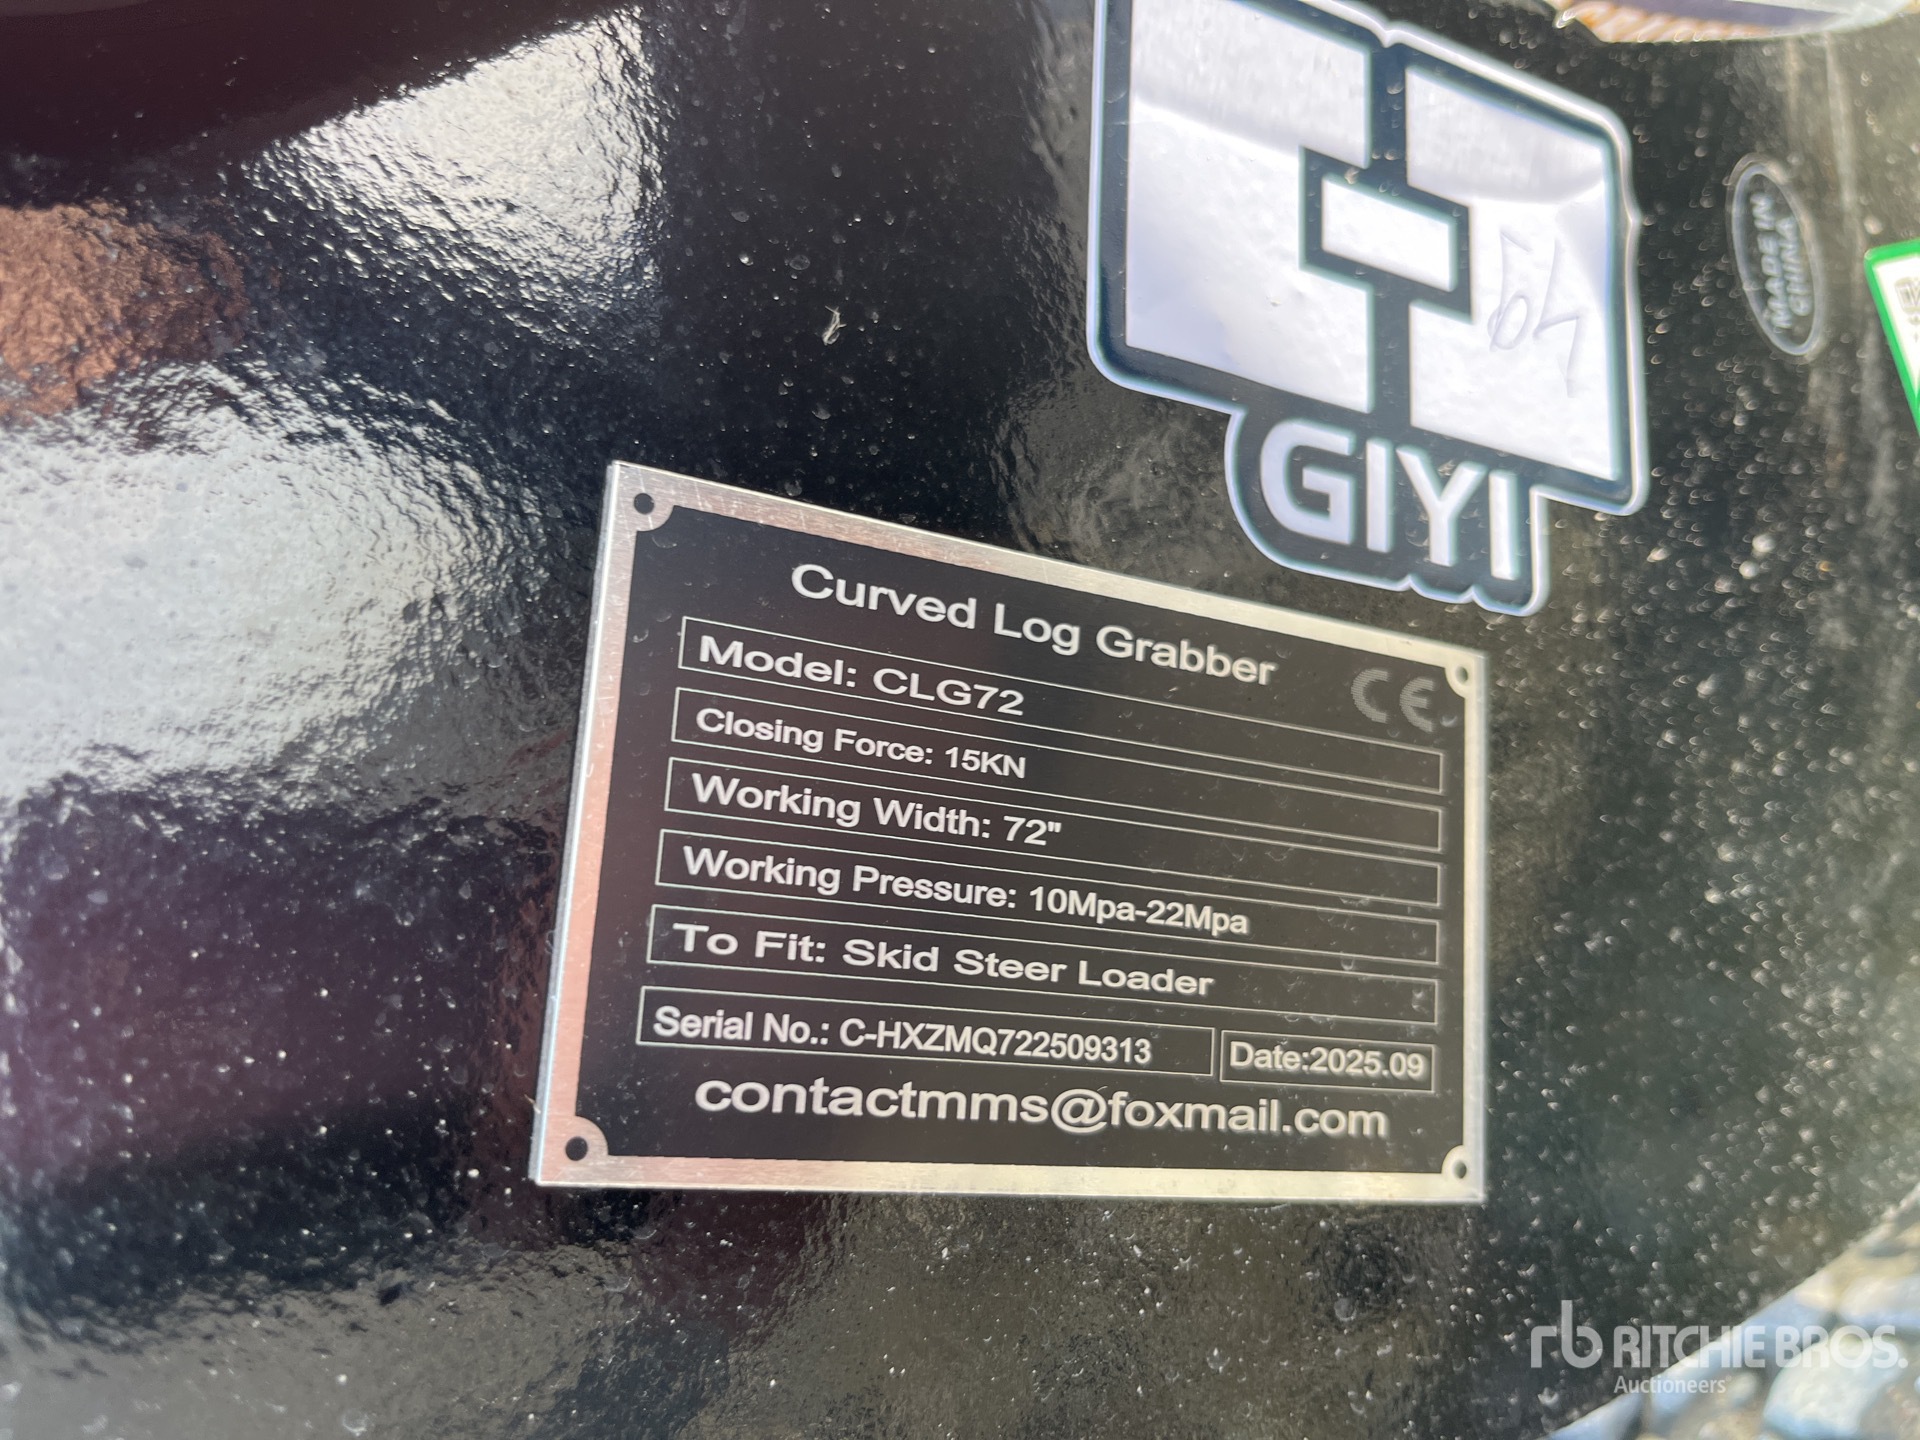 GIYI
MADE IN
CHINA
Curved Log Grabber
CE
Model: CLG72
Closing Force: 15KN
Working Width: 72"
Working Pressure: 10Mpa-22Mpa
To Fit: Skid Steer Loader
Serial No.: C-HXZMQ722509313
Date:2025.09
contactmms@foxmail.com
rb RITCHIE BROS.
Auctioneers